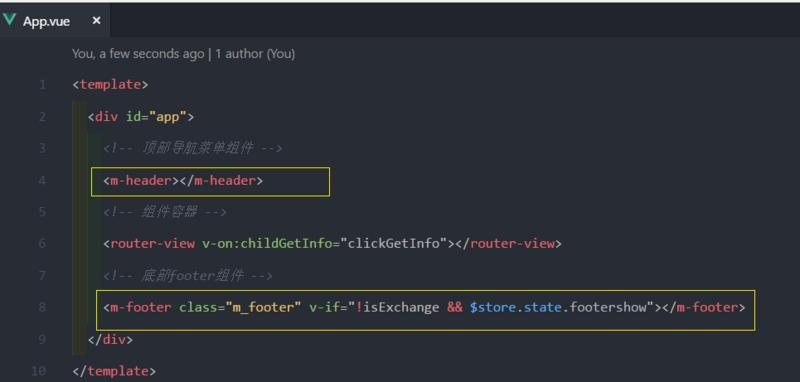 App.vue ×
You, a few seconds ago | 1 author (You)
1 <template>
2 <div id="app">
3 <!-- 顶部导航菜单组件 -->
4 <m-header></m-header>
5 <!-- 组件容器 -->
6 <router-view v-on:childGetInfo="clickGetInfo"></router-view>
7 <!-- 底部footer组件 -->
8 <m-footer class="m_footer" v-if="!isExchange && $store.state.footershow"></m-footer>
9 </div>
10 </template>